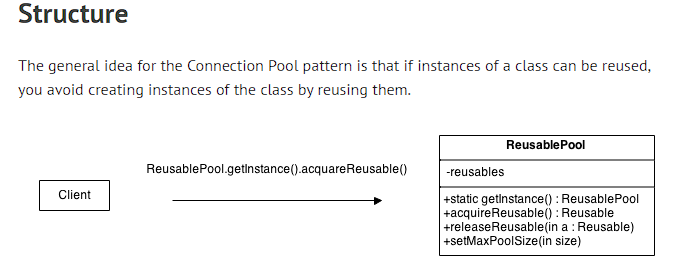 Structure
The general idea for the Connection Pool pattern is that if instances of a class can be reused,
you avoid creating instances of the class by reusing them.
Client
ReusablePool.getInstance().acquareReusable()
ReusablePool
-reusables
+static getInstance() : ReusablePool
+acquireReusable() : Reusable
+releaseReusable(in a : Reusable)
+setMaxPoolSize(in size)